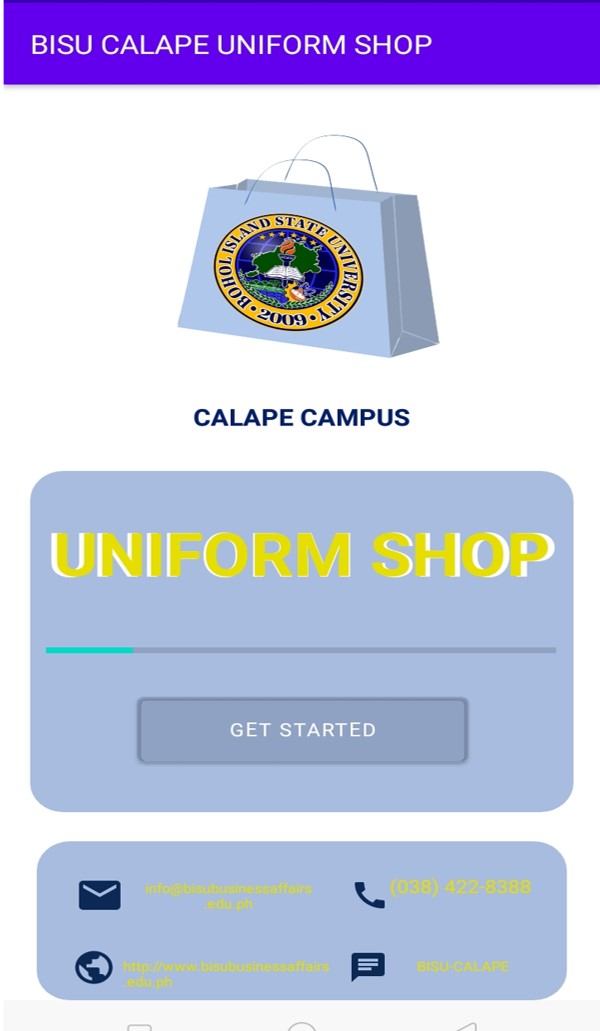 BISU CALAPE UNIFORM SHOP
BOHOL ISLAND STATE UNIVERSITY
• 2009 •
CALAPE CAMPUS
UNIFORM SHOP
GET STARTED
info@bisubusinessaffairs
.edu.ph
(038) 422-8388
http://www.bisubusinessaffairs
.edu.ph
BISU-CALAPE